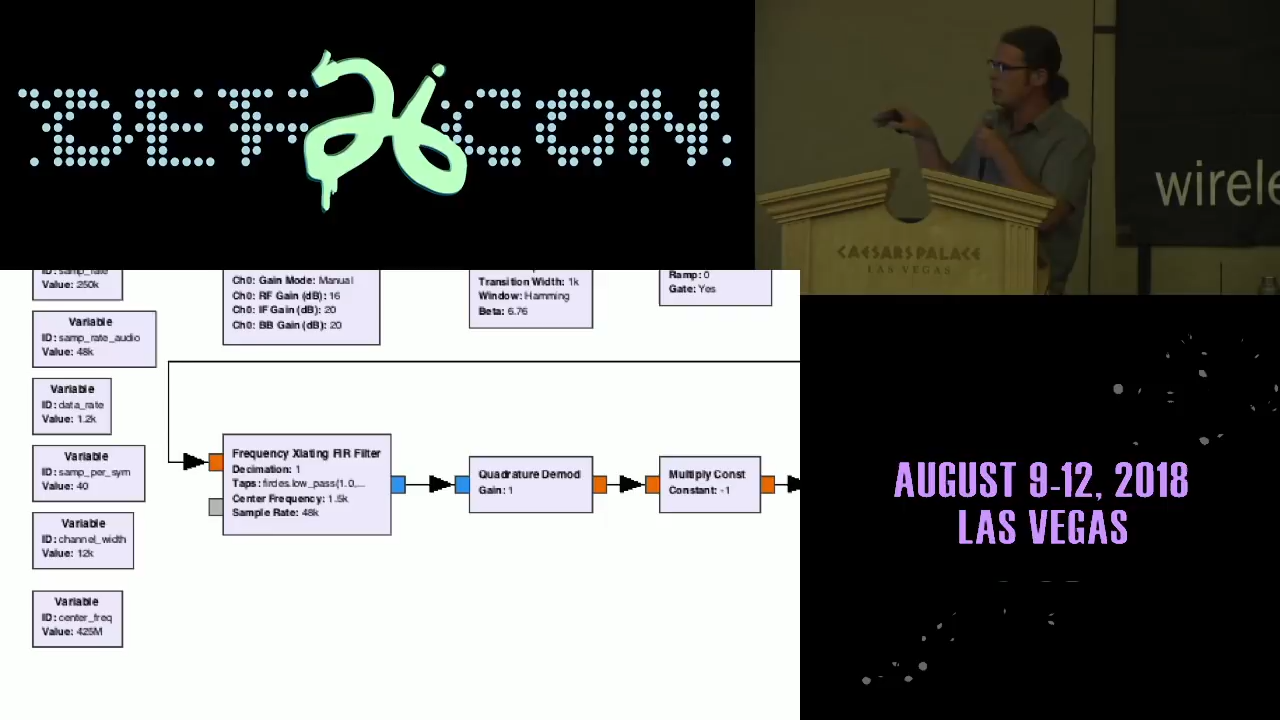 DEF 26 CON
wirele
CAESARS PALACE
LAS VEGAS
ID: samp_rate
Value: 250k
Ch0: Gain Mode: Manual
Ch0: RF Gain (dB): 16
Ch0: IF Gain (dB): 20
Ch0: BB Gain (dB): 20
Transition Width: 1k
Window: Hamming
Beta: 6.76
Ramp: 0
Gate: Yes
Variable
ID: samp_rate_audio
Value: 48k
Variable
ID: data_rate
Value: 1.2k
Variable
ID: samp_per_sym
Value: 40
Variable
ID: channel_width
Value: 12k
Variable
ID: center_freq
Value: 425M
Frequency Xlating FIR Filter
Decimation: 1
Taps: firdes.low_pass(1.0,...
Center Frequency: 1.5k
Sample Rate: 48k
Quadrature Demod
Gain: 1
Multiply Const
Constant: -1
AUGUST 9-12, 2018
LAS VEGAS